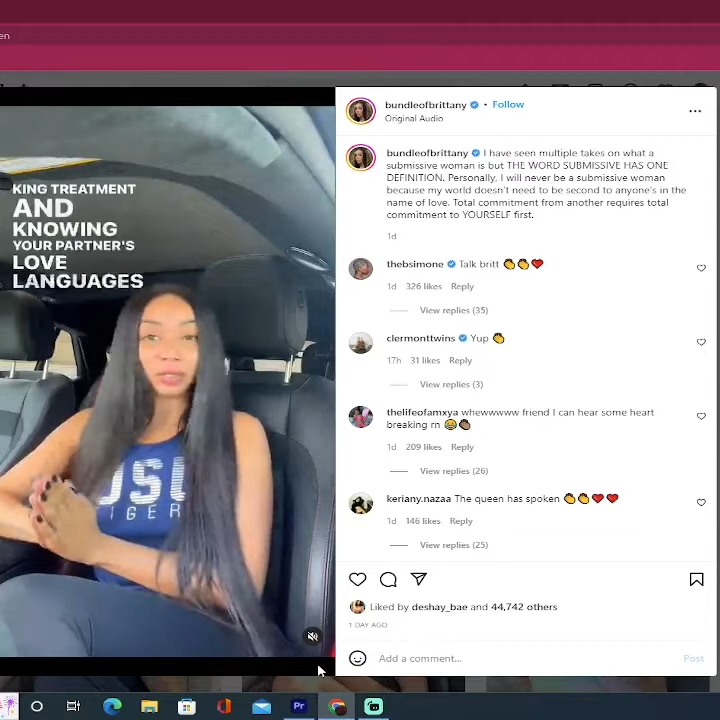 en
KING TREATMENT
AND
KNOWING
YOUR PARTNER'S
LOVE
LANGUAGES
TIGER
bundleofbrittany • Follow
Original Audio
bundleofbrittany I have seen multiple takes on what a
submissive woman is but THE WORD SUBMISSIVE HAS ONE
DEFINITION. Personally, I will never be a submissive woman
because my world doesn't need to be second to anyone's in the
name of love. Total commitment from another requires total
commitment to YOURSELF first.
1d
thebsimone Talk britt 👏👏❤️
1d 326 likes Reply
View replies (35)
clermonttwins Yup 👏
17h 31 likes Reply
View replies (3)
thelifeofamxya whewwwww friend I can hear some heart
breaking rn 😂👏🏾
1d 209 likes Reply
View replies (26)
keriany.nazaa The queen has spoken 👏👏❤️❤️
1d 146 likes Reply
View replies (25)
Liked by deshay_bae and 44,742 others
1 DAY AGO
Add a comment... Post
Pr